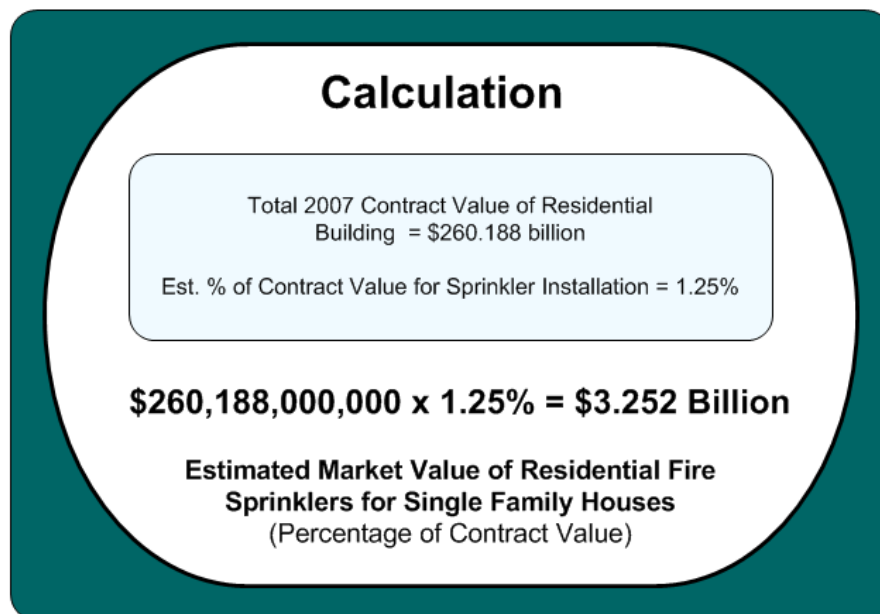 Calculation
Total 2007 Contract Value of Residential
Building = $260.188 billion
Est. % of Contract Value for Sprinkler Installation = 1.25%
$260,188,000,000 x 1.25% = $3.252 Billion
Estimated Market Value of Residential Fire
Sprinklers for Single Family Houses
(Percentage of Contract Value)